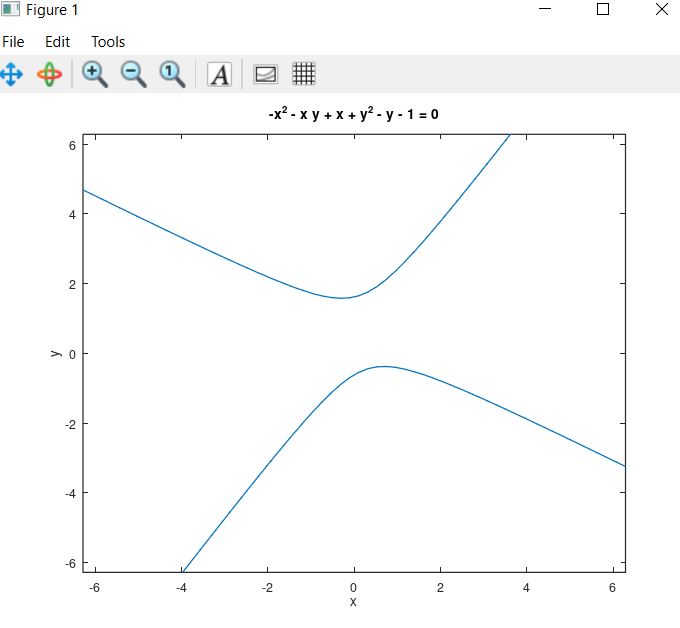 Figure 1
File Edit Tools
1 A
-x² - x y + x + y² - y - 1 = 0
6
4
2
y
0
-2
-4
-6
-6 -4 -2 0 2 4 6
x